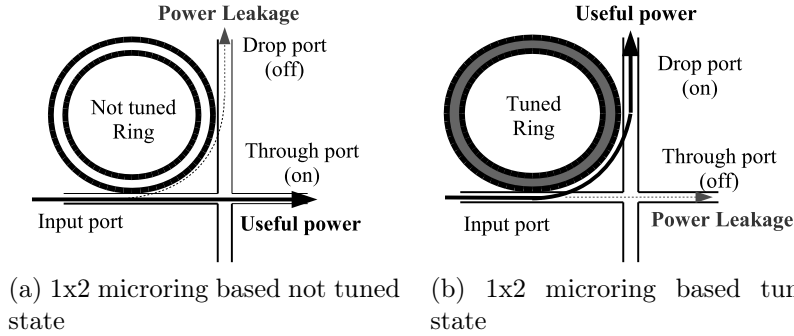 Power Leakage
Drop port
(off)
Not tuned
Ring
Through port
(on)
Input port
Useful power
(a) 1x2 microring based not tuned
state
Useful power
Drop port
(on)
Tuned
Ring
Through port
(off)
Input port
Power Leakage
(b) 1x2 microring based
state